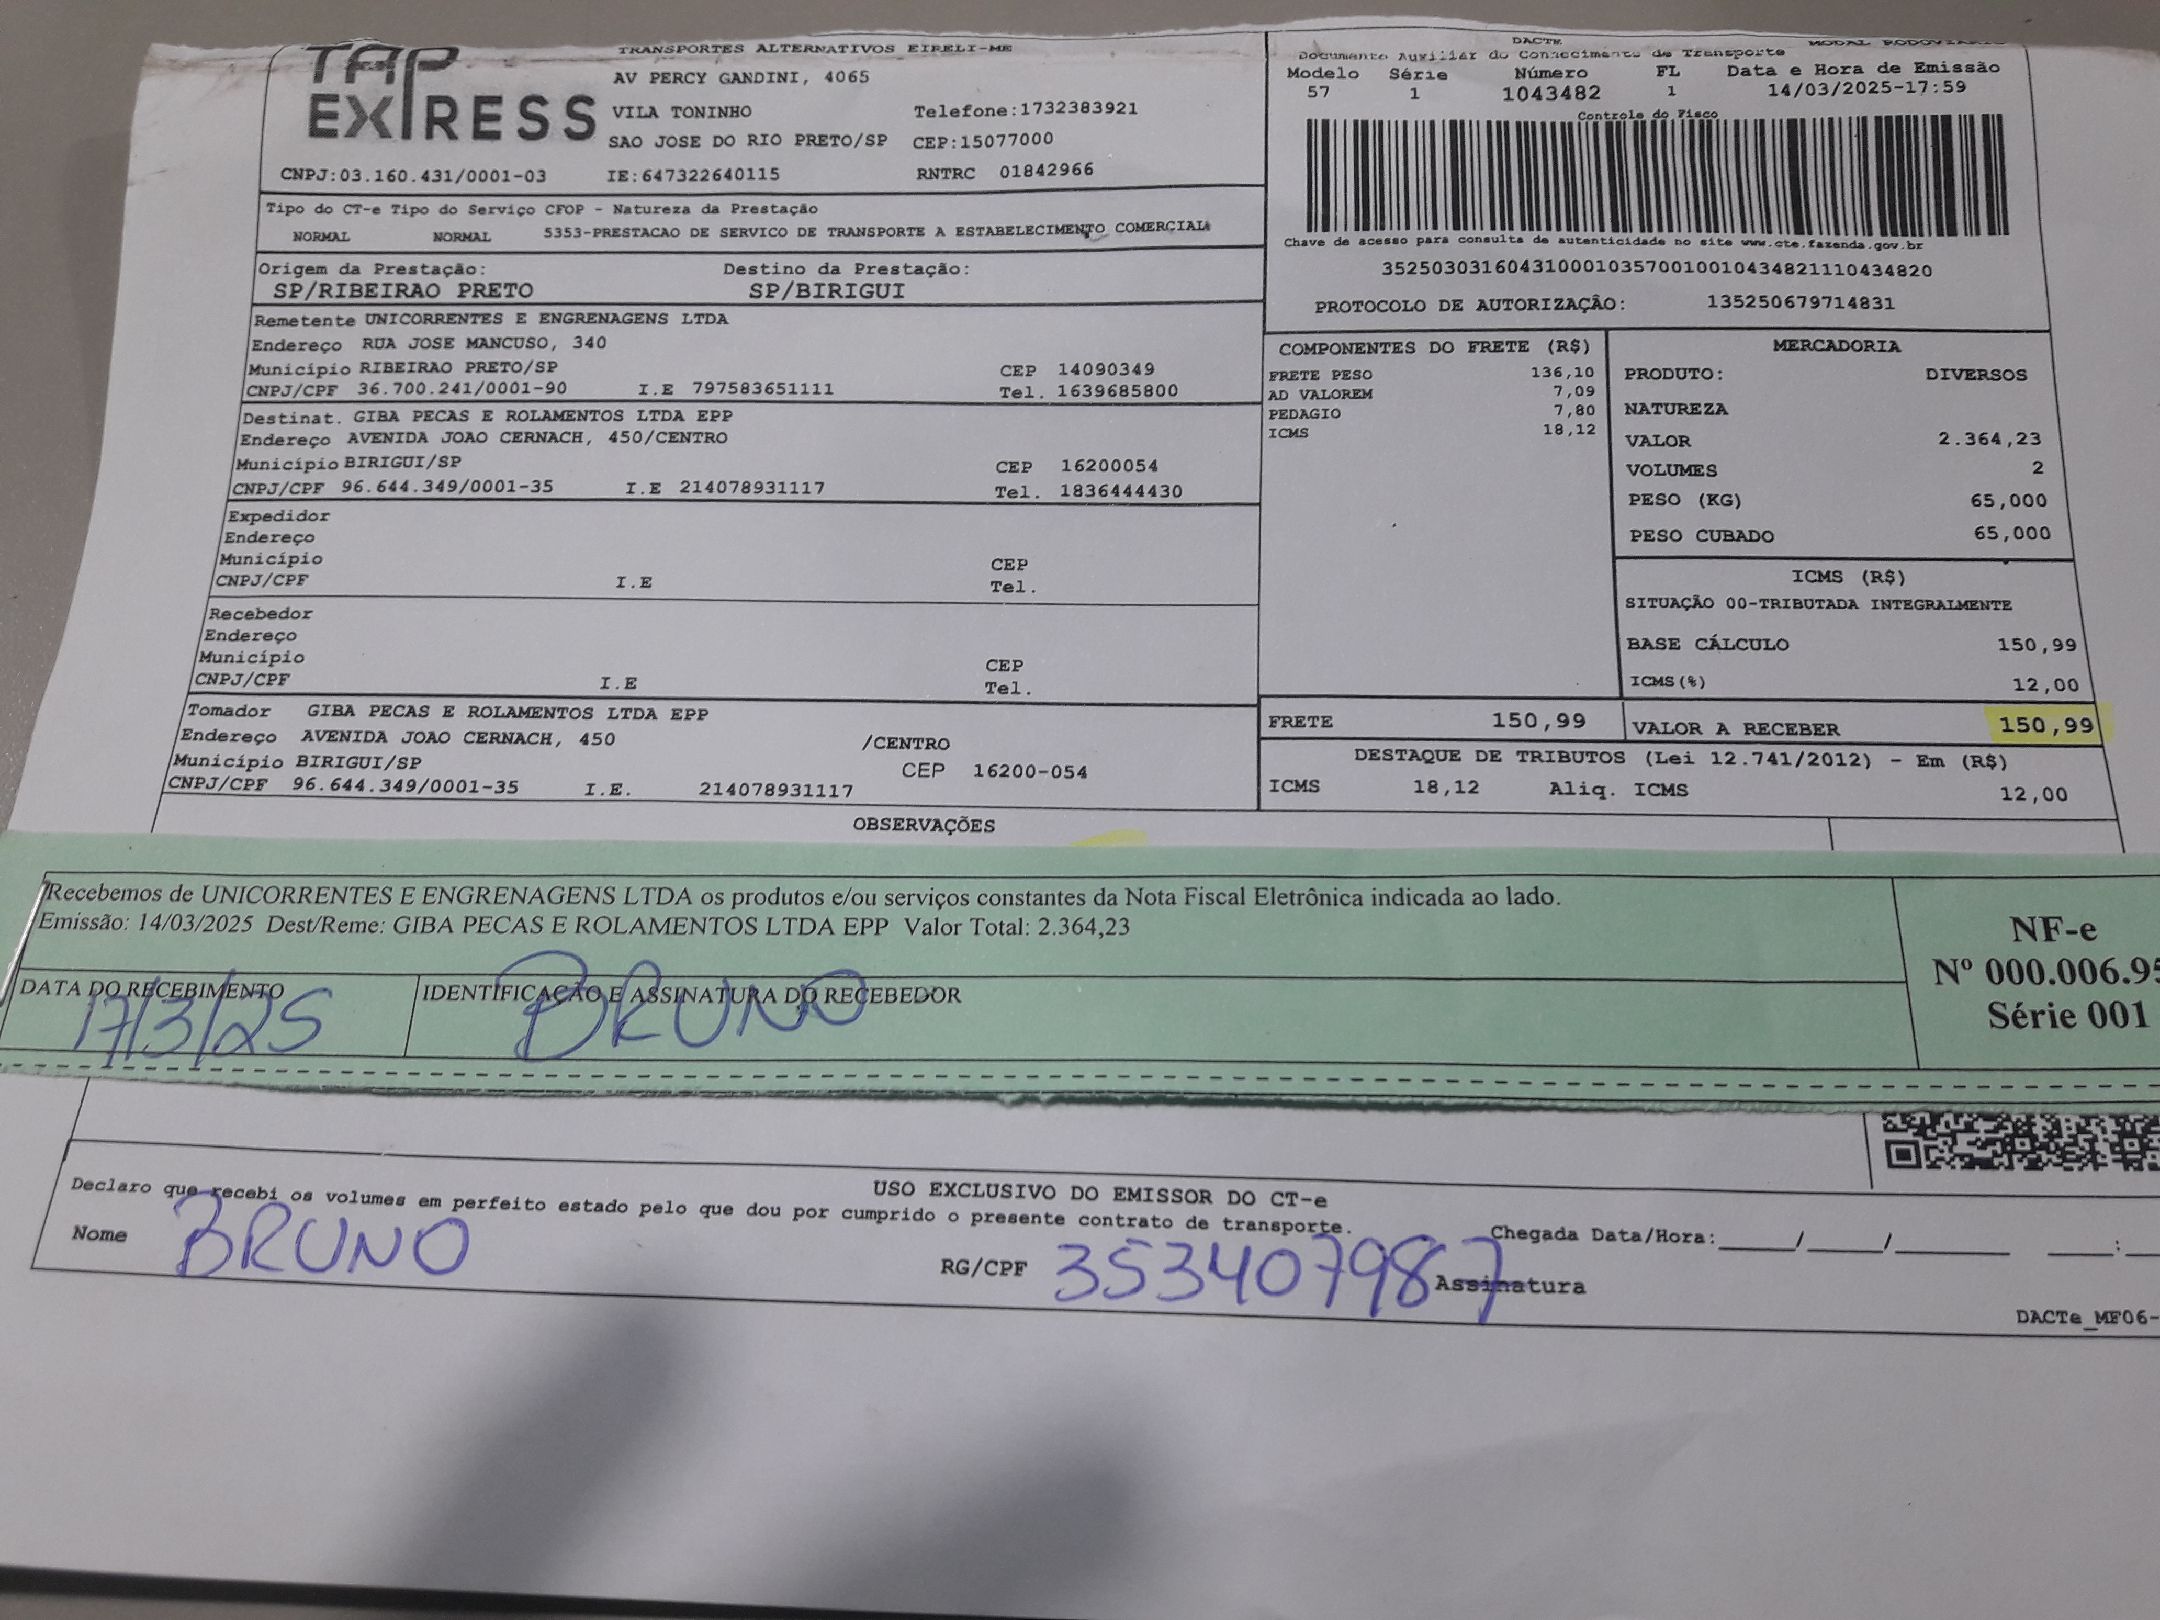 TAP
EXPRESS
TRANSPORTES ALTERNATIVOS EIRELI-ME
AV PERCY GANDINI, 4065
VILA TONINHO Telefone:1732383921
SAO JOSE DO RIO PRETO/SP CEP:15077000
CNPJ:03.160.431/0001-03 IE:647322640115 RNTRC 01842966
DACTE MODAL RODOVIARIO
Documento Auxiliar do Conhecimento de Transporte
Modelo Série Número FL Data e Hora de Emissão
57 1 1043482 1 14/03/2025-17:59
Controle do Fisco
Chave de acesso para consulta de autenticidade no site www.cte.fazenda.gov.br
35250303160431000103570010010434821110434820
PROTOCOLO DE AUTORIZAÇÃO: 135250679714831
Tipo do CT-e Tipo do Serviço CFOP - Natureza da Prestação
NORMAL NORMAL 5353-PRESTACAO DE SERVICO DE TRANSPORTE A ESTABELECIMENTO COMERCIAL
Origem da Prestação: Destino da Prestação:
SP/RIBEIRAO PRETO SP/BIRIGUI
Remetente UNICORRENTES E ENGRENAGENS LTDA
Endereço RUA JOSE MANCUSO, 340
Município RIBEIRAO PRETO/SP CEP 14090349
CNPJ/CPF 36.700.241/0001-90 I.E 797583651111 Tel. 1639685800
Destinat. GIBA PECAS E ROLAMENTOS LTDA EPP
Endereço AVENIDA JOAO CERNACH, 450/CENTRO
Município BIRIGUI/SP CEP 16200054
CNPJ/CPF 96.644.349/0001-35 I.E 214078931117 Tel. 1836444430
Expedidor
Endereço
Município CEP
CNPJ/CPF I.E Tel.
Recebedor
Endereço
Município CEP
CNPJ/CPF I.E Tel.
Tomador GIBA PECAS E ROLAMENTOS LTDA EPP
Endereço AVENIDA JOAO CERNACH, 450 /CENTRO
Município BIRIGUI/SP CEP 16200-054
CNPJ/CPF 96.644.349/0001-35 I.E. 214078931117
COMPONENTES DO FRETE (R$)
FRETE PESO 136,10
AD VALOREM 7,09
PEDAGIO 7,80
ICMS 18,12
MERCADORIA
PRODUTO: DIVERSOS
NATUREZA
VALOR 2.364,23
VOLUMES 2
PESO (KG) 65,000
PESO CUBADO 65,000
ICMS (R$)
SITUAÇÃO 00-TRIBUTADA INTEGRALMENTE
BASE CÁLCULO 150,99
ICMS(%) 12,00
FRETE 150,99 VALOR A RECEBER 150,99
DESTAQUE DE TRIBUTOS (Lei 12.741/2012) - Em (R$)
ICMS 18,12 Aliq. ICMS 12,00
OBSERVAÇÕES
Recebemos de UNICORRENTES E ENGRENAGENS LTDA os produtos e/ou serviços constantes da Nota Fiscal Eletrônica indicada ao lado.
Emissão: 14/03/2025 Dest/Reme: GIBA PECAS E ROLAMENTOS LTDA EPP Valor Total: 2.364,23
DATA DO RECEBIMENTO IDENTIFICAÇAO E ASSINATURA DO RECEBEDOR
17/3/25 BRUNO
NF-e
Nº 000.006.95
Série 001
USO EXCLUSIVO DO EMISSOR DO CT-e
Declaro que recebi os volumes em perfeito estado pelo que dou por cumprido o presente contrato de transporte.
Nome BRUNO RG/CPF 353407987 Assinatura
Chegada Data/Hora:_____/_____/_______ ____:__
DACTe_MF06-